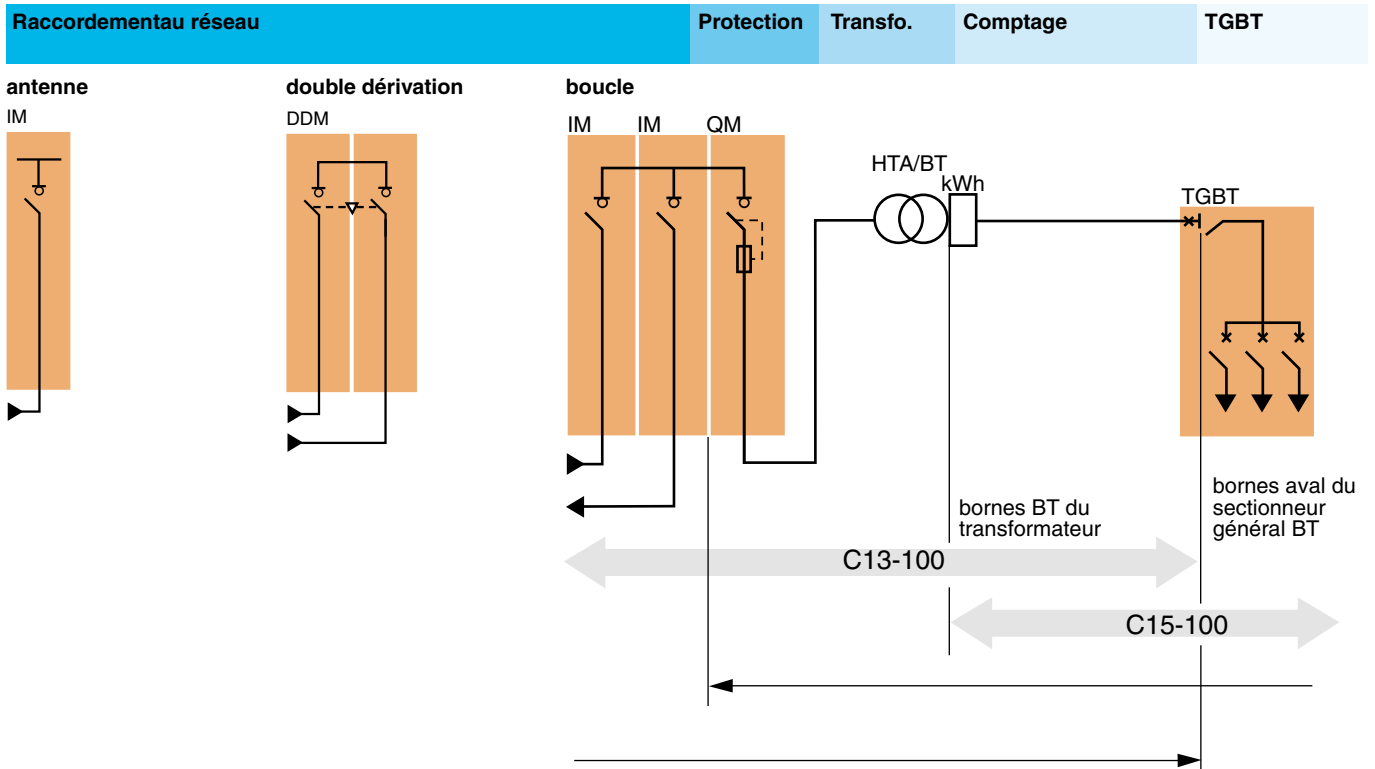 Raccordementau réseau
Protection
Transfo.
Comptage
TGBT
antenne
double dérivation
boucle
IM
DDM
IM
IM
QM
HTA/BT
kWh
TGBT
bornes BT du
transformateur
bornes aval du
sectionneur
général BT
C13-100
C15-100